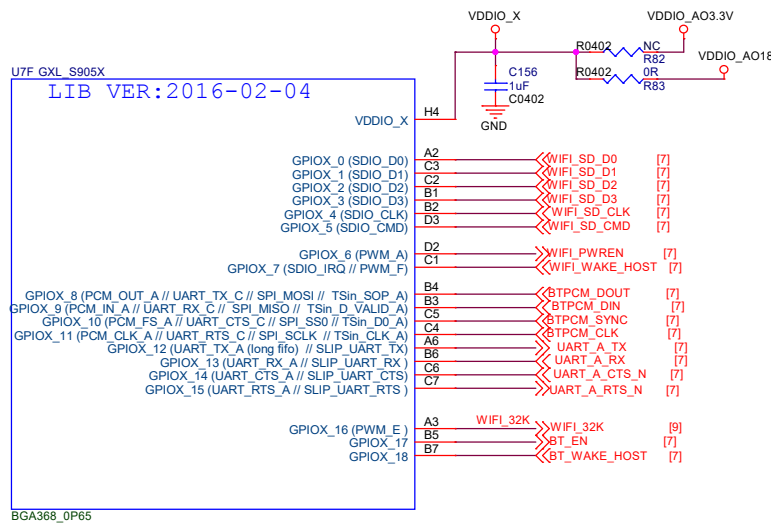 VDDIO_X
VDDIO_AO3.3V
R0402
NC
R82
VDDIO_AO18
R0402
0R
R83
C156
1uF
C0402
GND
U7F GXL_S905X
LIB VER:2016-02-04
VDDIO_X H4
GPIOX_0 (SDIO_D0) A2 WIFI_SD_D0 [7]
GPIOX_1 (SDIO_D1) C3 WIFI_SD_D1 [7]
GPIOX_2 (SDIO_D2) C2 WIFI_SD_D2 [7]
GPIOX_3 (SDIO_D3) B1 WIFI_SD_D3 [7]
GPIOX_4 (SDIO_CLK) B2 WIFI_SD_CLK [7]
GPIOX_5 (SDIO_CMD) D3 WIFI_SD_CMD [7]
GPIOX_6 (PWM_A) D2 WIFI_PWREN [7]
GPIOX_7 (SDIO_IRQ // PWM_F) C1 WIFI_WAKE_HOST [7]
GPIOX_8 (PCM_OUT_A // UART_TX_C // SPI_MOSI // TSin_SOP_A) B4 BTPCM_DOUT [7]
GPIOX_9 (PCM_IN_A // UART_RX_C // SPI_MISO // TSin_D_VALID_A) B3 BTPCM_DIN [7]
GPIOX_10 (PCM_FS_A // UART_CTS_C // SPI_SS0 // TSin_D0_A) C5 BTPCM_SYNC [7]
GPIOX_11 (PCM_CLK_A // UART_RTS_C // SPI_SCLK // TSin_CLK_A) C4 BTPCM_CLK [7]
GPIOX_12 (UART_TX_A (long fifo) // SLIP_UART_TX) A6 UART_A_TX [7]
GPIOX_13 (UART_RX_A // SLIP_UART_RX ) B6 UART_A_RX [7]
GPIOX_14 (UART_CTS_A // SLIP_UART_CTS) C6 UART_A_CTS_N [7]
GPIOX_15 (UART_RTS_A // SLIP_UART_RTS ) C7 UART_A_RTS_N [7]
GPIOX_16 (PWM_E ) A3 WIFI_32K WIFI_32K [9]
GPIOX_17 B5 BT_EN [7]
GPIOX_18 B7 BT_WAKE_HOST [7]
BGA368_0P65